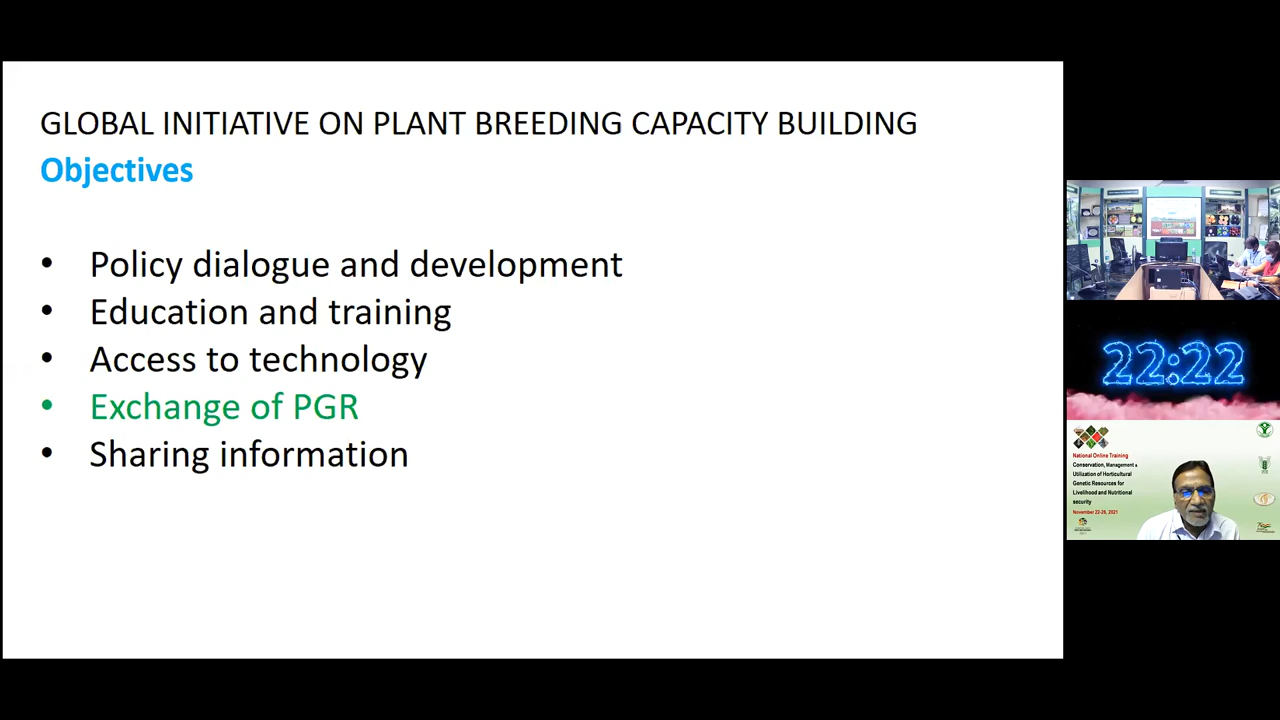 GLOBAL INITIATIVE ON PLANT BREEDING CAPACITY BUILDING
Objectives
• Policy dialogue and development
• Education and training
• Access to technology
• Exchange of PGR
• Sharing information
22:22
National Online Training
Conservation, Management &
Utilization of Horticultural
Genetic Resources for
Livelihood and Nutritional
security
November 22-26, 2021